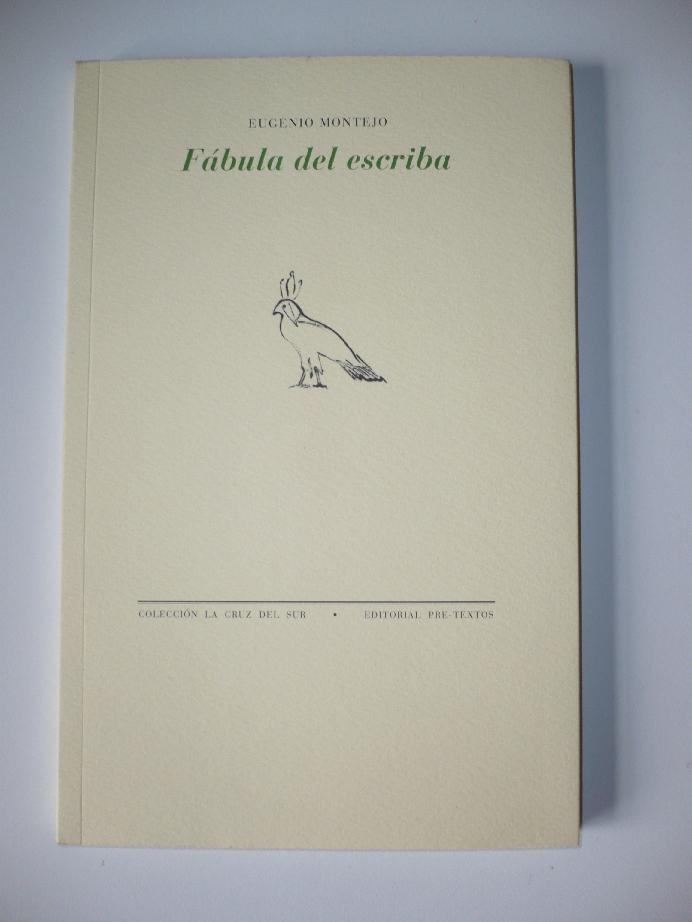 EUGENIO MONTEJO
Fábula del escriba
COLECCIÓN LA CRUZ DEL SUR • EDITORIAL PRE-TEXTOS